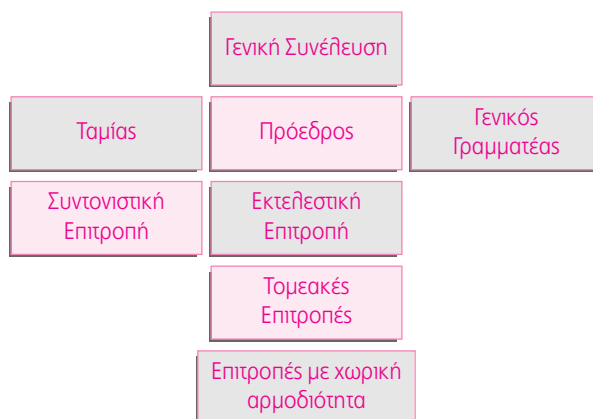 Γενική Συνέλευση
Ταμίας
Πρόεδρος
Γενικός
Γραμματέας
Συντονιστική
Επιτροπή
Εκτελεστική
Επιτροπή
Τομεακές
Επιτροπές
Επιτροπές με χωρική
αρμοδιότητα